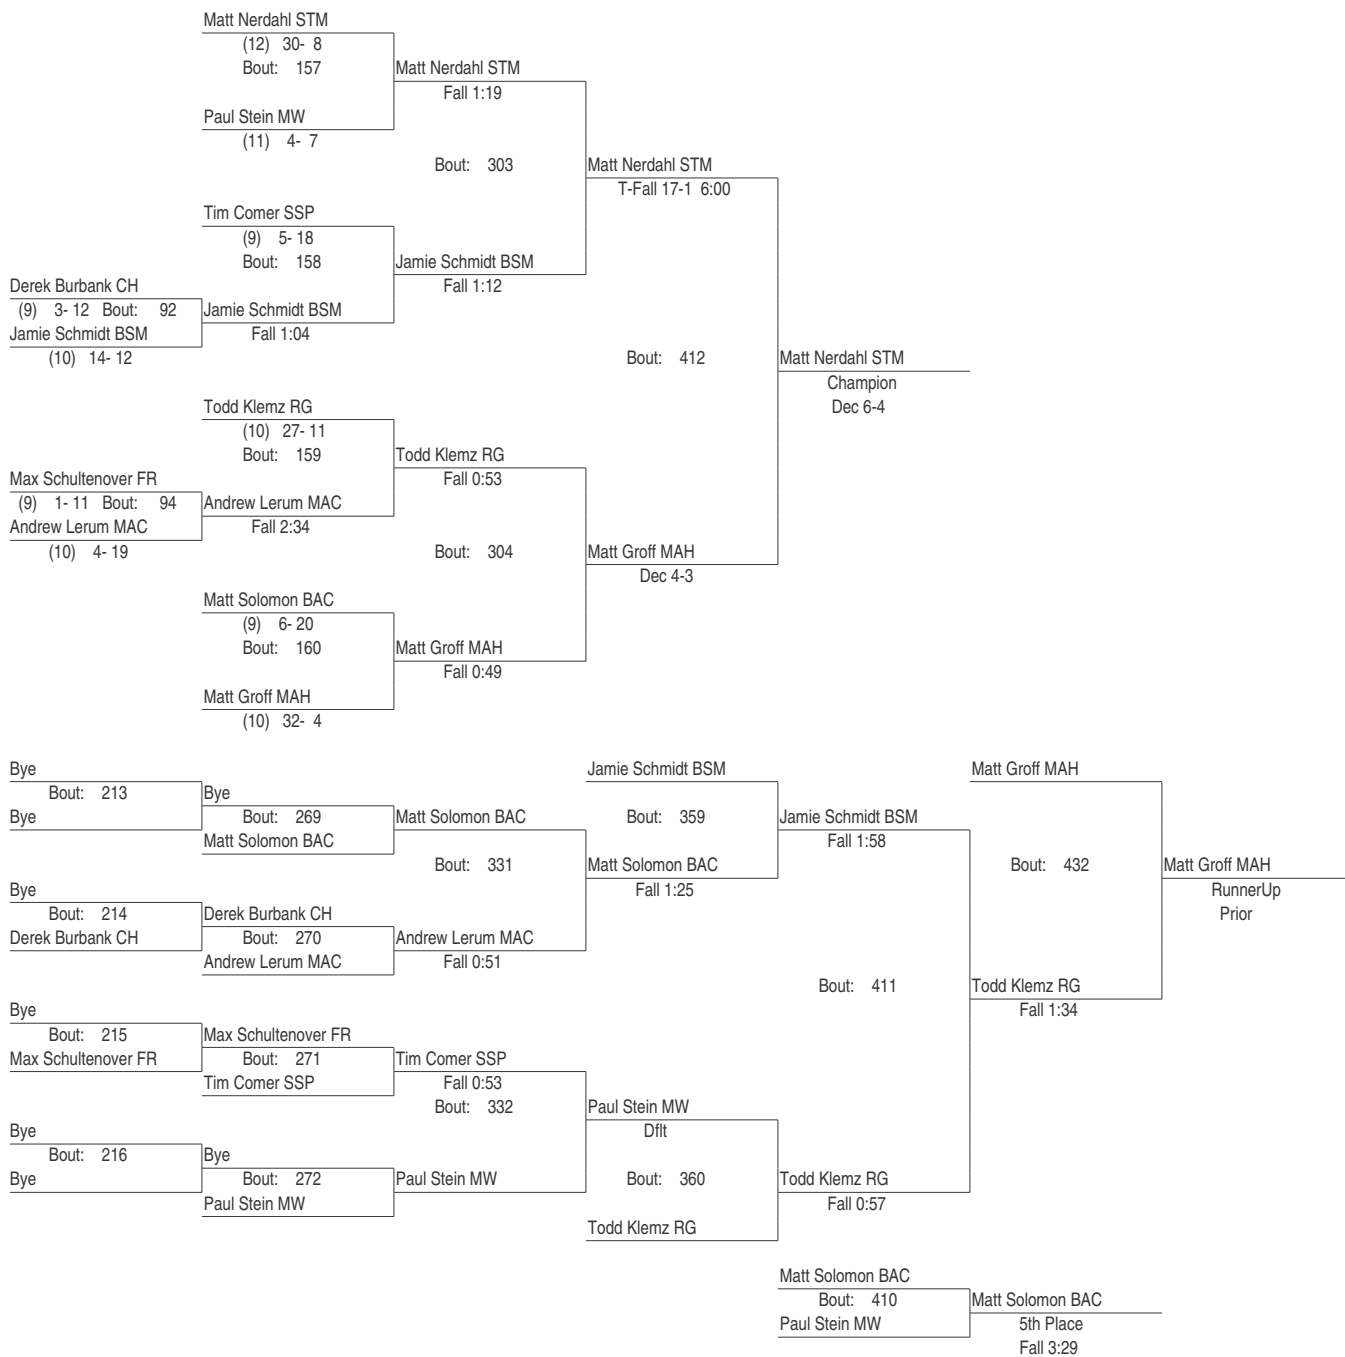 Matt Nerdahl STM
(12) 30- 8
Bout: 157
Matt Nerdahl STM
Fall 1:19
Paul Stein MW
(11) 4- 7
Bout: 303
Matt Nerdahl STM
T-Fall 17-1 6:00
Tim Comer SSP
(9) 5- 18
Bout: 158
Jamie Schmidt BSM
Fall 1:12
Derek Burbank CH
(9) 3- 12 Bout: 92
Jamie Schmidt BSM
Jamie Schmidt BSM
Fall 1:04
(10) 14- 12
Bout: 412
Matt Nerdahl STM
Champion
Dec 6-4
Todd Klemz RG
(10) 27- 11
Bout: 159
Todd Klemz RG
Fall 0:53
Max Schultenover FR
(9) 1- 11 Bout: 94
Andrew Lerum MAC
Andrew Lerum MAC
Fall 2:34
(10) 4- 19
Bout: 304
Matt Groff MAH
Dec 4-3
Matt Solomon BAC
(9) 6- 20
Bout: 160
Matt Groff MAH
Fall 0:49
Matt Groff MAH
(10) 32- 4
Bye
Jamie Schmidt BSM
Matt Groff MAH
Bout: 213
Bye
Bye
Bout: 269
Matt Solomon BAC
Bout: 359
Jamie Schmidt BSM
Matt Solomon BAC
Fall 1:58
Bout: 331
Matt Solomon BAC
Bout: 432
Matt Groff MAH
Bye
Fall 1:25
RunnerUp
Bout: 214
Derek Burbank CH
Prior
Derek Burbank CH
Bout: 270
Andrew Lerum MAC
Andrew Lerum MAC
Fall 0:51
Bout: 411
Todd Klemz RG
Bye
Fall 1:34
Bout: 215
Max Schultenover FR
Max Schultenover FR
Bout: 271
Tim Comer SSP
Tim Comer SSP
Fall 0:53
Bout: 332
Paul Stein MW
Bye
Dflt
Bout: 216
Bye
Bye
Bout: 272
Paul Stein MW
Bout: 360
Todd Klemz RG
Paul Stein MW
Fall 0:57
Todd Klemz RG
Matt Solomon BAC
Bout: 410
Matt Solomon BAC
Paul Stein MW
5th Place
Fall 3:29